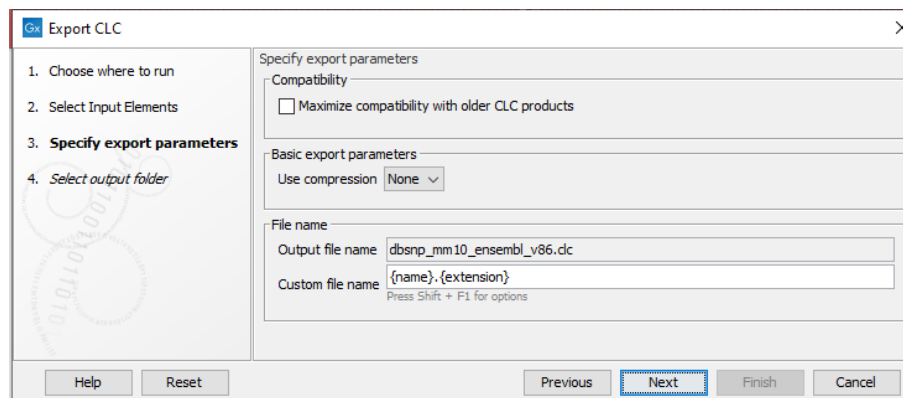 Gx Export CLC
1. Choose where to run
2. Select Input Elements
3. Specify export parameters
4. Select output folder
Specify export parameters
Compatibility
Maximize compatibility with older CLC products
Basic export parameters
Use compression None
File name
Output file name dbsnp_mm10_ensembl_v86.clc
Custom file name {name}.{extension}
Press Shift + F1 for options
Help Reset Previous Next Finish Cancel